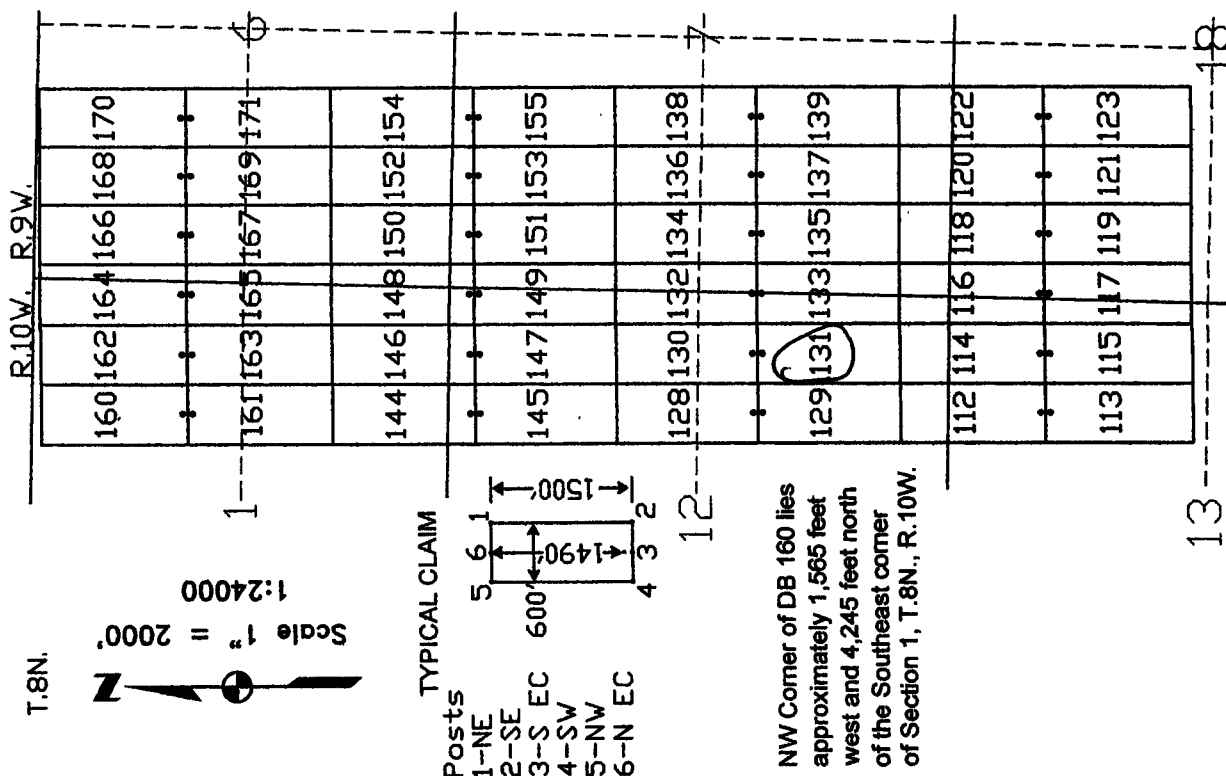 R.10W. R.9W.
T.8N.
Scale 1" = 2000'
1:24000
160 162 164 166 168 170
1
161 163 165 167 169 171
6
144 146 148 150 152 154
TYPICAL CLAIM
Posts
1-NE
2-SE
3-S EC
4-SW
5-NW
6-N EC
5 6 1
600'
1490'
1500'
4 3 2
145 147 149 151 153 155
128 130 132 134 136 138
12
7
129 131 133 135 137 139
NW Corner of DB 160 lies
approximately 1,565 feet
west and 4,245 feet north
of the Southeast corner
of Section 1, T.8N., R.10W.
112 114 116 118 120 122
113 115 117 119 121 123
13
18